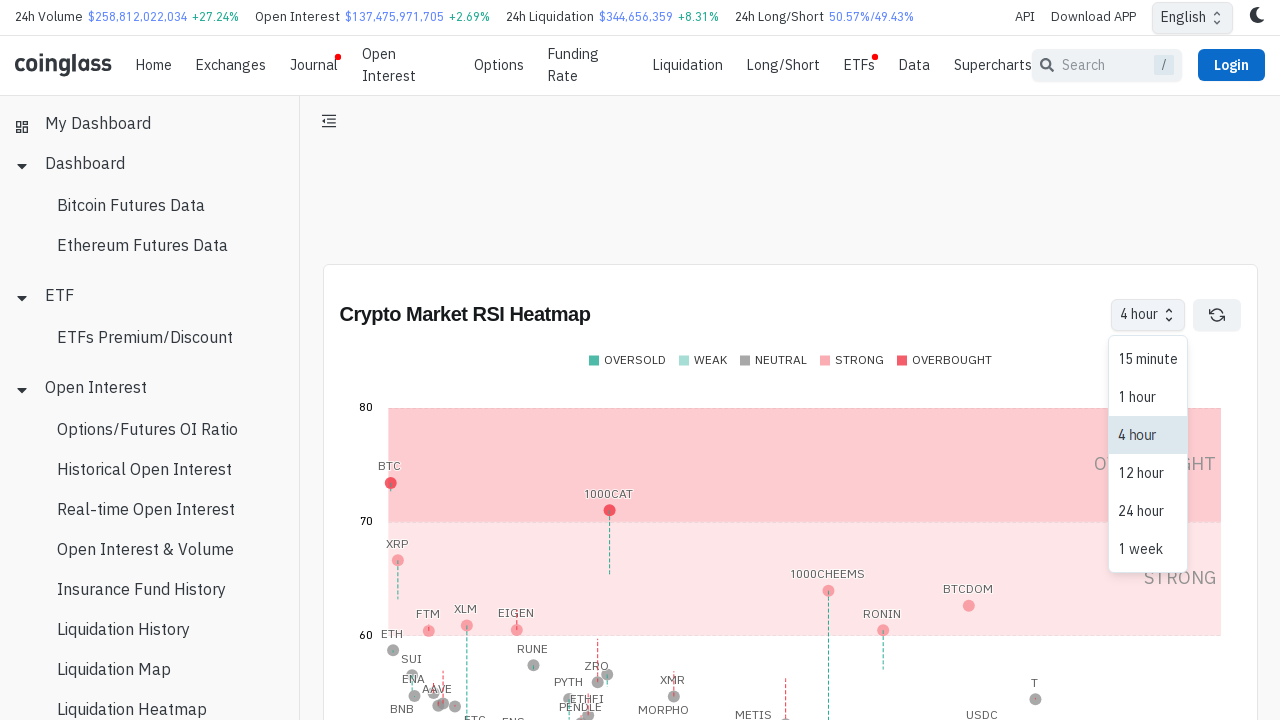 24h Volume $258,812,022,034 +27.24% Open Interest $137,475,971,705 +2.69% 24h Liquidation $344,656,359 +8.31% 24h Long/Short 50.57%/49.43% API Download APP English
coinglass Home Exchanges Journal Open Interest Options Funding Rate Liquidation Long/Short ETFs Data Supercharts Search / Login
My Dashboard
Dashboard
Bitcoin Futures Data
Ethereum Futures Data
ETF
ETFs Premium/Discount
Open Interest
Options/Futures OI Ratio
Historical Open Interest
Real-time Open Interest
Open Interest & Volume
Insurance Fund History
Liquidation History
Liquidation Map
Liquidation Heatmap
Crypto Market RSI Heatmap 4 hour
15 minute
1 hour
4 hour
12 hour
24 hour
1 week
OVERSOLD WEAK NEUTRAL STRONG OVERBOUGHT
80
BTC
1000CAT
70
XRP
1000CHEEMS
STRONG
BTCDOM
FTM XLM EIGEN RONIN
60
ETH
RUNE
SUI
ZRO
ENA
AAVE
PYTH
XMR
T
ETHFI
PENDLE
BNB
MORPHO
METIS
USDC